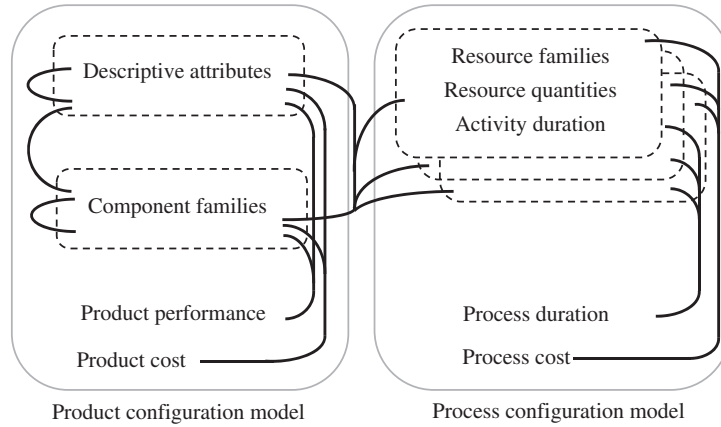 Descriptive attributes
Component families
Product performance
Product cost
Product configuration model
Resource families
Resource quantities
Activity duration
Process duration
Process cost
Process configuration model